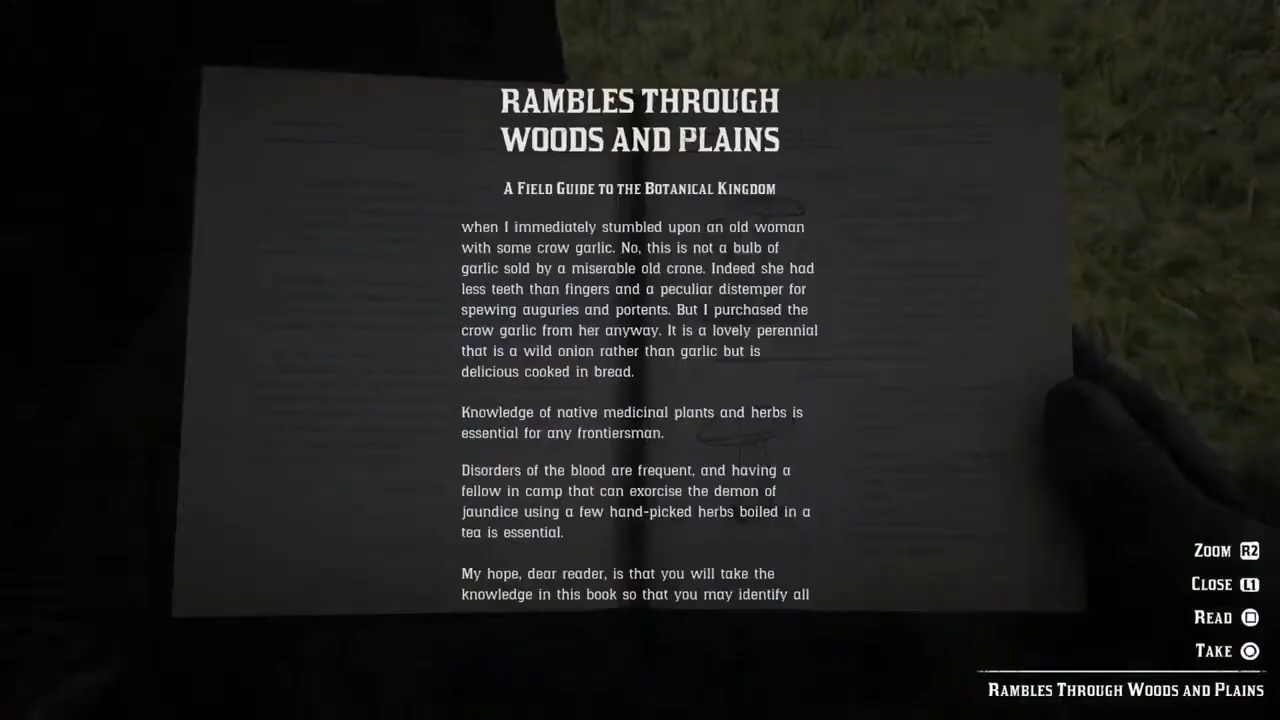 RAMBLES THROUGH
WOODS AND PLAINS
A FIELD GUIDE TO THE BOTANICAL KINGDOM
when I immediately stumbled upon an old woman
with some crow garlic. No, this is not a bulb of
garlic sold by a miserable old crone. Indeed she had
less teeth than fingers and a peculiar distemper for
spewing auguries and portents. But I purchased the
crow garlic from her anyway. It is a lovely perennial
that is a wild onion rather than garlic but is
delicious cooked in bread.
Knowledge of native medicinal plants and herbs is
essential for any frontiersman.
Disorders of the blood are frequent, and having a
fellow in camp that can exorcise the demon of
jaundice using a few hand-picked herbs boiled in a
tea is essential.
My hope, dear reader, is that you will take the
knowledge in this book so that you may identify all
ZOOM R2
CLOSE L1
READ
TAKE
RAMBLES THROUGH WOODS AND PLAINS